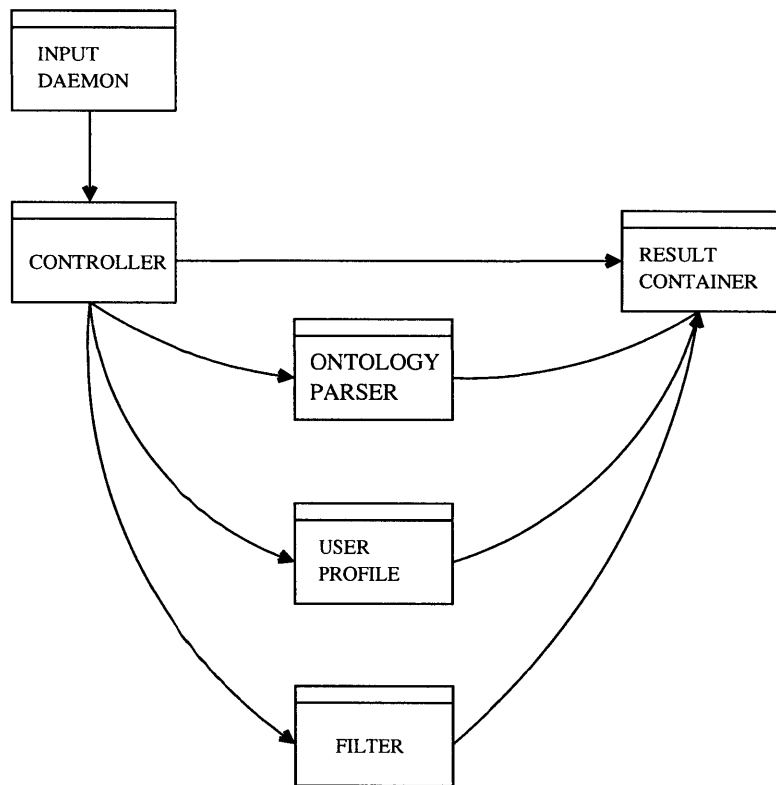 INPUT
DAEMON
CONTROLLER
RESULT
CONTAINER
ONTOLOGY
PARSER
USER
PROFILE
FILTER